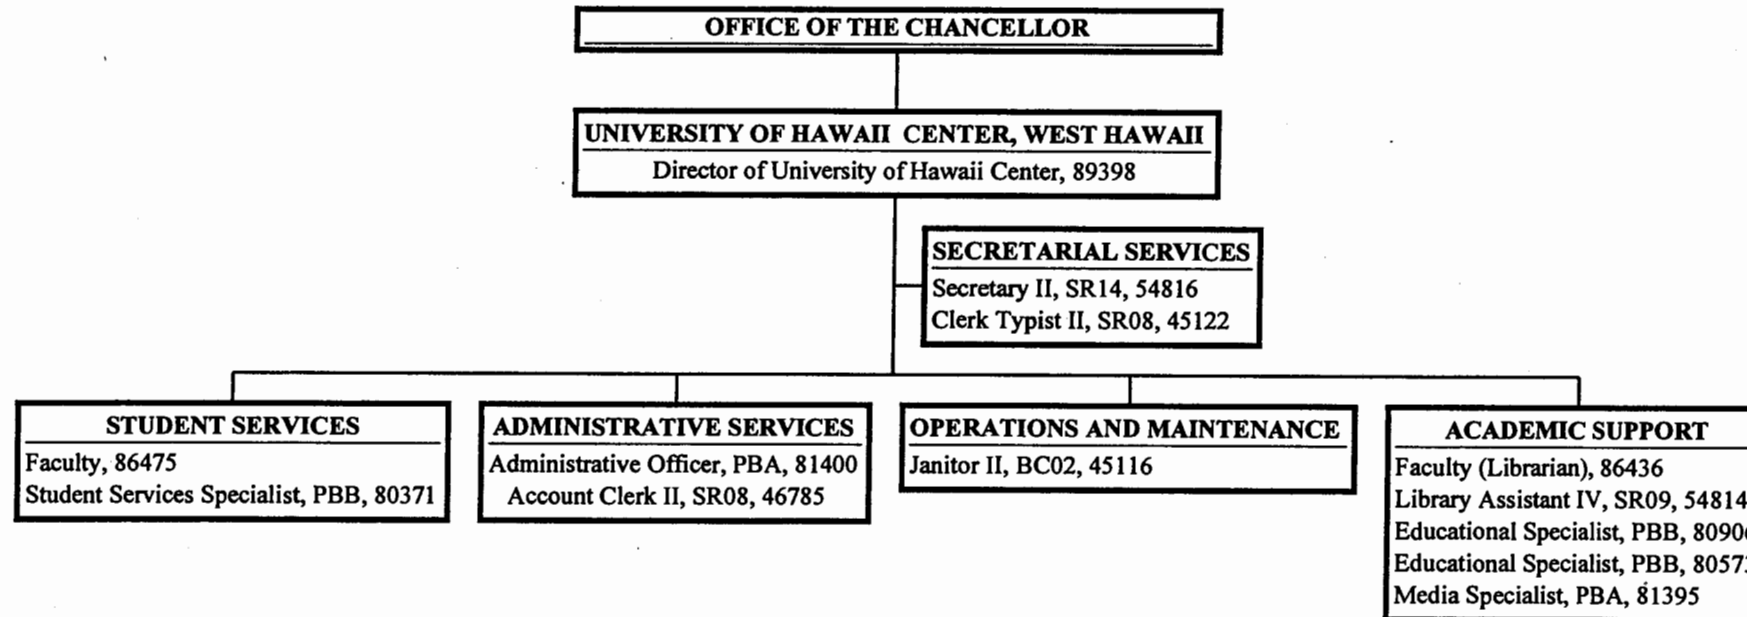 OFFICE OF THE CHANCELLOR
UNIVERSITY OF HAWAII CENTER, WEST HAWAII
Director of University of Hawaii Center, 89398
SECRETARIAL SERVICES
Secretary II, SR14, 54816
Clerk Typist II, SR08, 45122
STUDENT SERVICES
Faculty, 86475
Student Services Specialist, PBB, 80371
ADMINISTRATIVE SERVICES
Administrative Officer, PBA, 81400
Account Clerk II, SR08, 46785
OPERATIONS AND MAINTENANCE
Janitor II, BC02, 45116
ACADEMIC SUPPORT
Faculty (Librarian), 86436
Library Assistant IV, SR09, 54814
Educational Specialist, PBB,
Educational Specialist, PBB,
Media Specialist, PBA, 81395